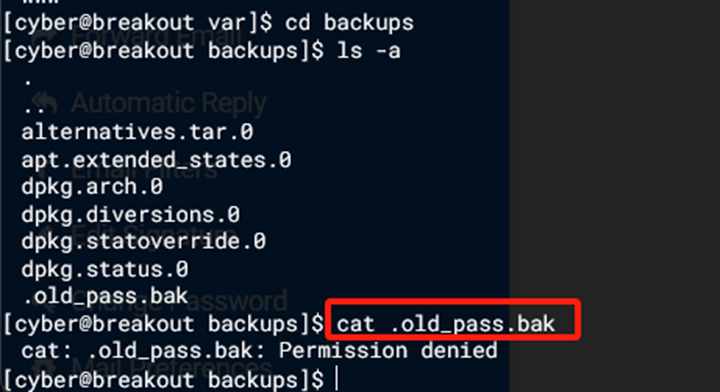 [cyber@breakout var]$ cd backups
[cyber@breakout backups]$ ls -a
.
..
Automatic Reply
alternatives.tar.0
apt.extended_states.0
dpkg.arch.0
dpkg.diversions.0
dpkg.statoverride.0
dpkg.status.0
.old_pass.bak
[cyber@breakout backups]$ cat .old_pass.bak
cat: .old_pass.bak: Permission denied
[cyber@breakout backups]$